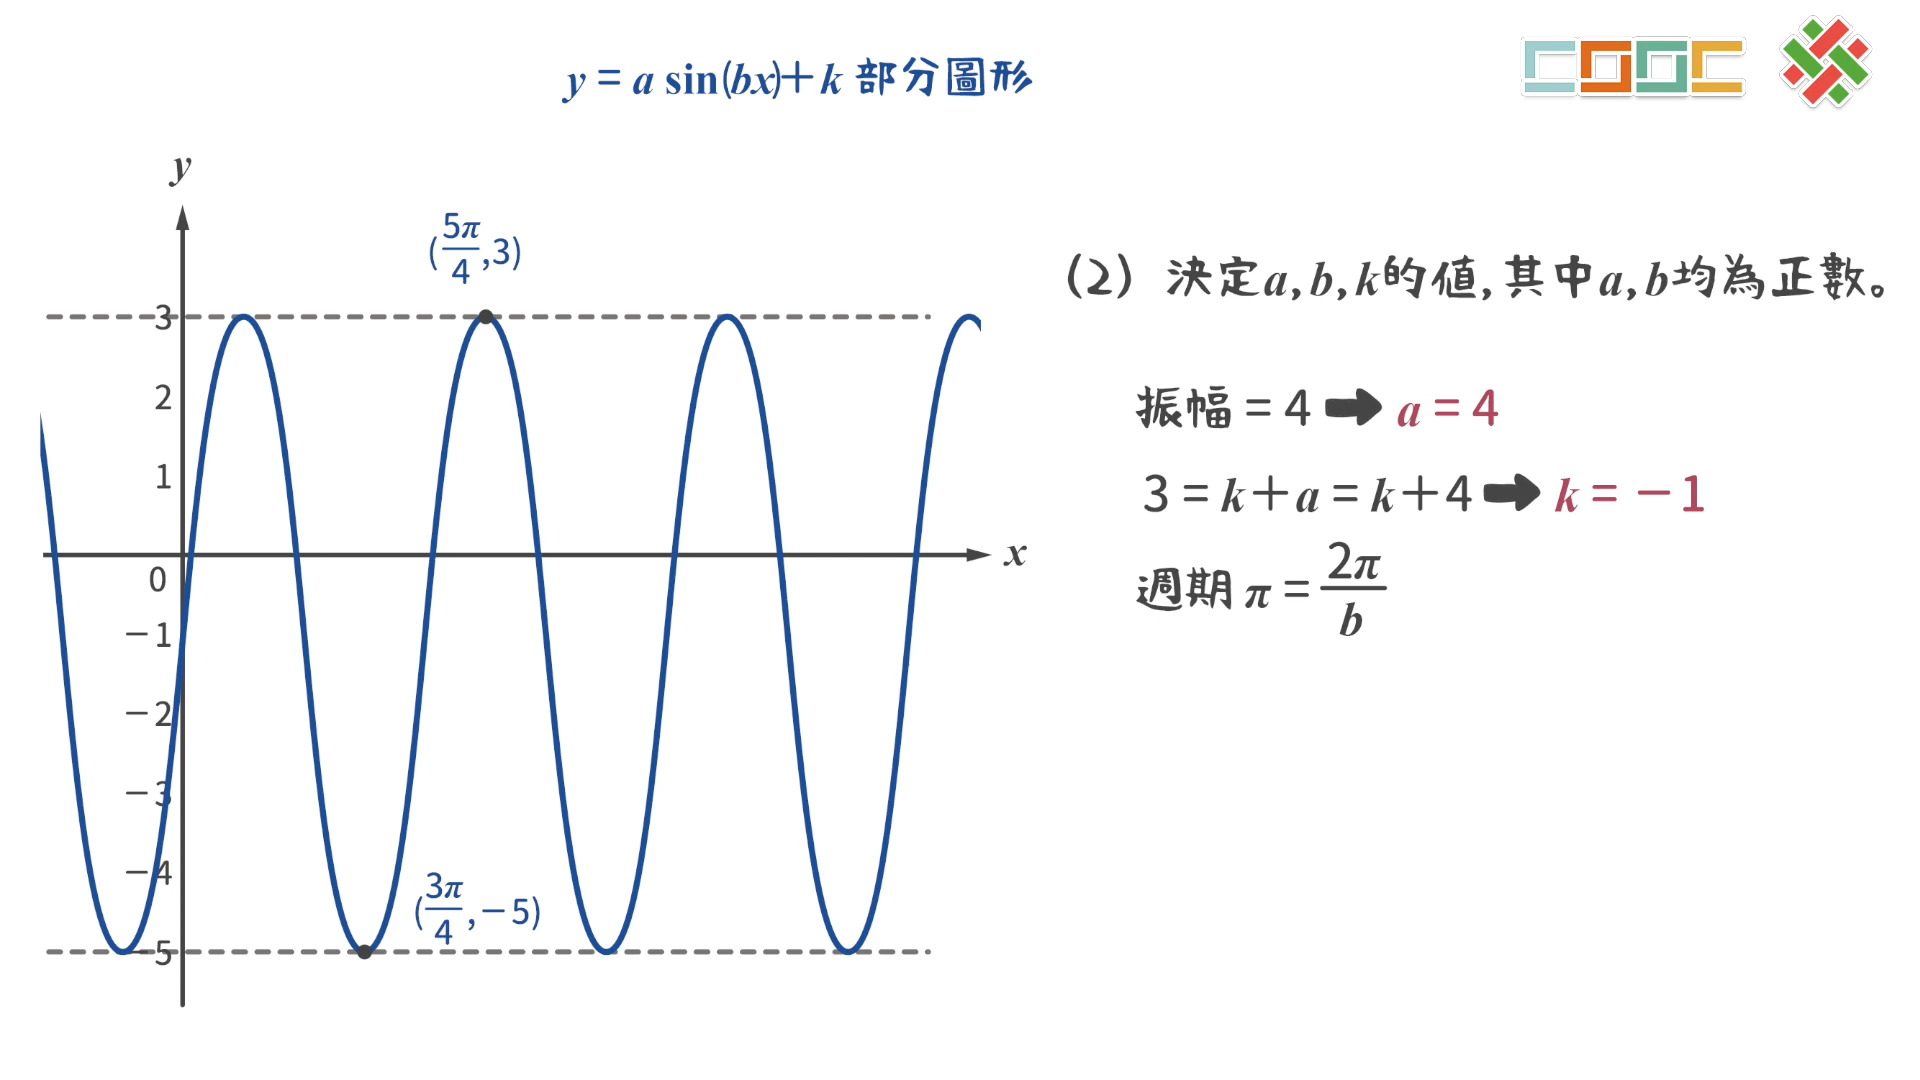 y = a sin(bx)+k 部分圖形
y
(5π/4,3)
3
2
1
0
x
−1
−2
−3
−4
−5
(3π/4,−5)
(2) 決定a,b,k的值,其中a,b均為正數。
振幅=4➡a=4
3=k+a=k+4➡k=−1
週期π=2π/b